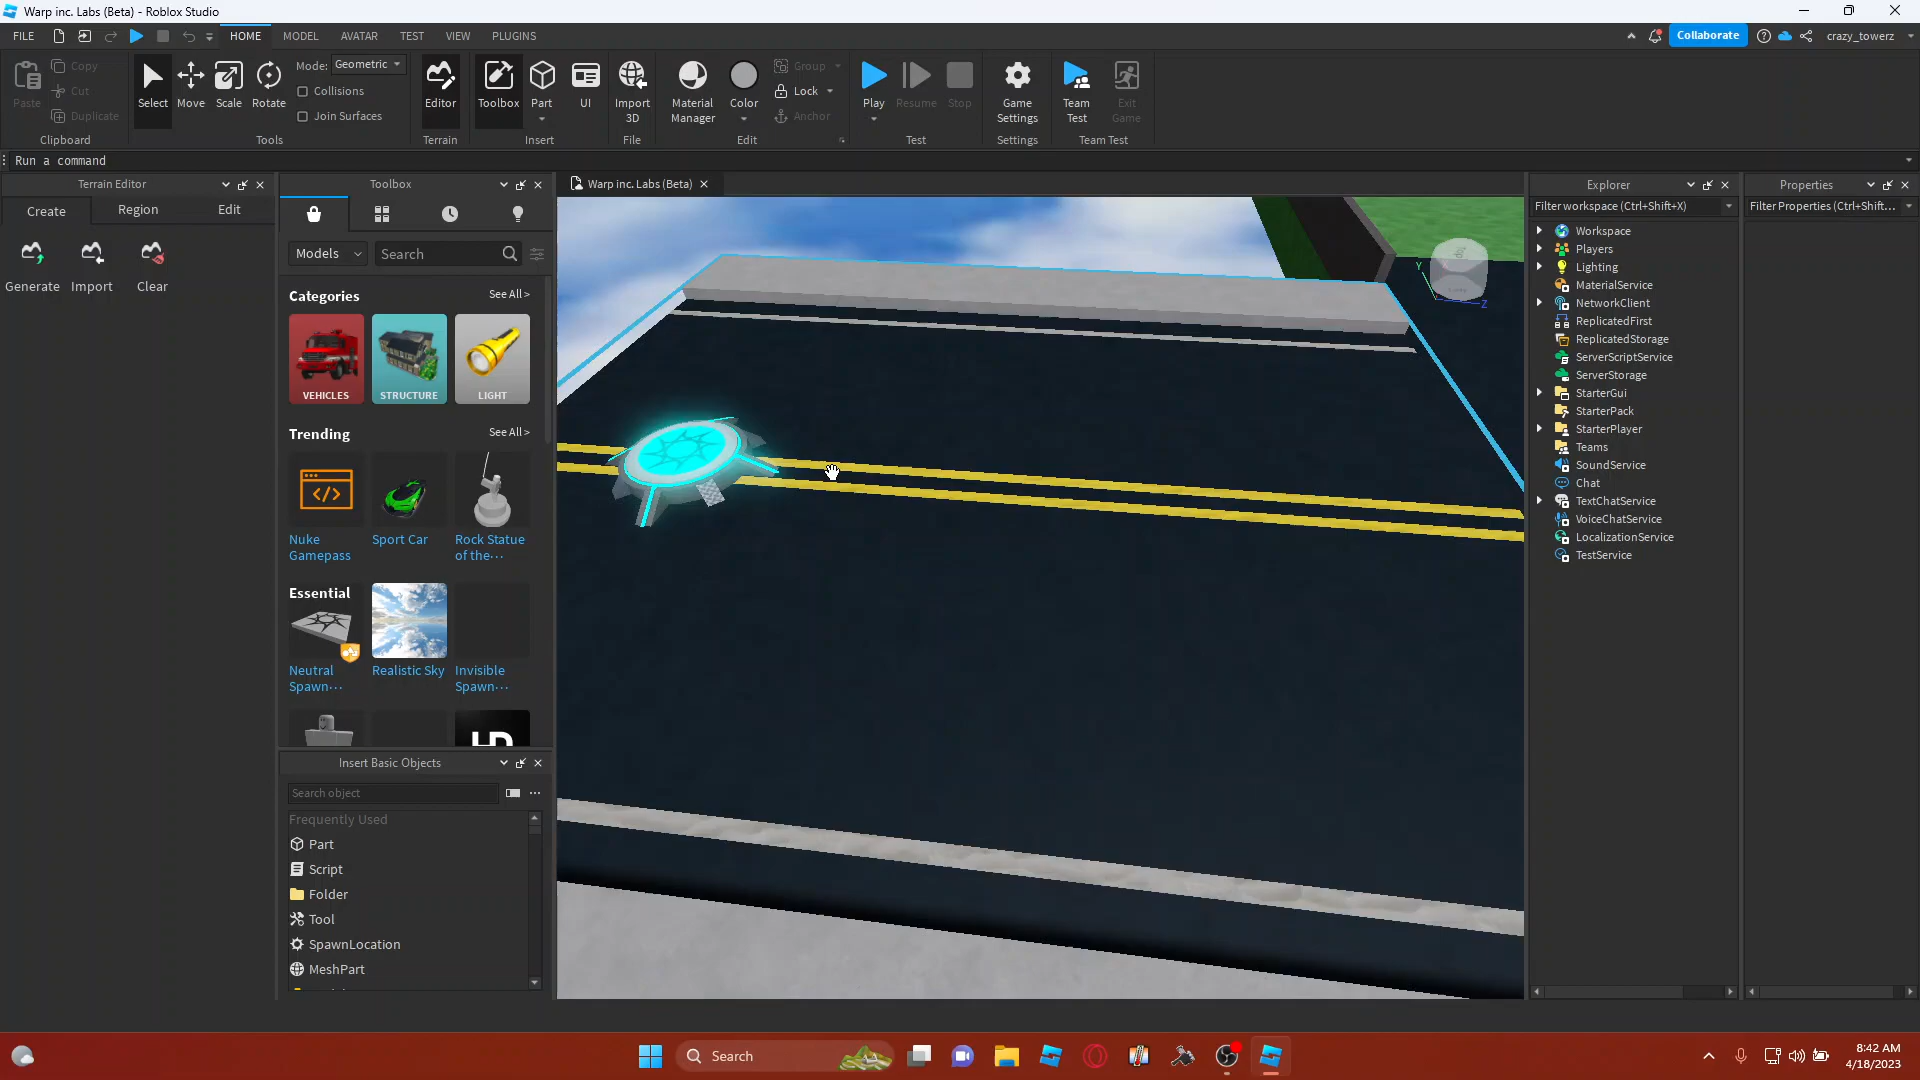 Warp inc. Labs (Beta) - Roblox Studio
FILE HOME MODEL AVATAR TEST VIEW PLUGINS Collaborate crazy_towerz
Paste Copy Cut Duplicate Clipboard
Select Move Scale Rotate Mode: Geometric Collisions Join Surfaces Tools
Editor Terrain
Toolbox Part UI Insert
Import 3D File
Material Manager Color Group Lock Anchor Edit
Play Resume Stop Test
Game Settings Settings
Team Test Exit Game Team Test
Run a command
Terrain Editor
Create Region Edit
Generate Import Clear
Toolbox
Models Search
Categories See All >
VEHICLES STRUCTURE LIGHT
Trending See All >
Nuke Gamepass
Sport Car
Rock Statue of the...
Essential
Neutral Spawn...
Realistic Sky
Invisible Spawn...
Insert Basic Objects
Search object
Frequently Used
Part
Script
Folder
Tool
SpawnLocation
MeshPart
Warp inc. Labs (Beta)
Y
Z
Explorer
Filter workspace (Ctrl+Shift+X)
Workspace
Players
Lighting
MaterialService
NetworkClient
ReplicatedFirst
ReplicatedStorage
ServerScriptService
ServerStorage
StarterGui
StarterPack
StarterPlayer
Teams
SoundService
Chat
TextChatService
VoiceChatService
LocalizationService
TestService
Properties
Filter Properties (Ctrl+Shift...
Search
8:42 AM
4/18/2023